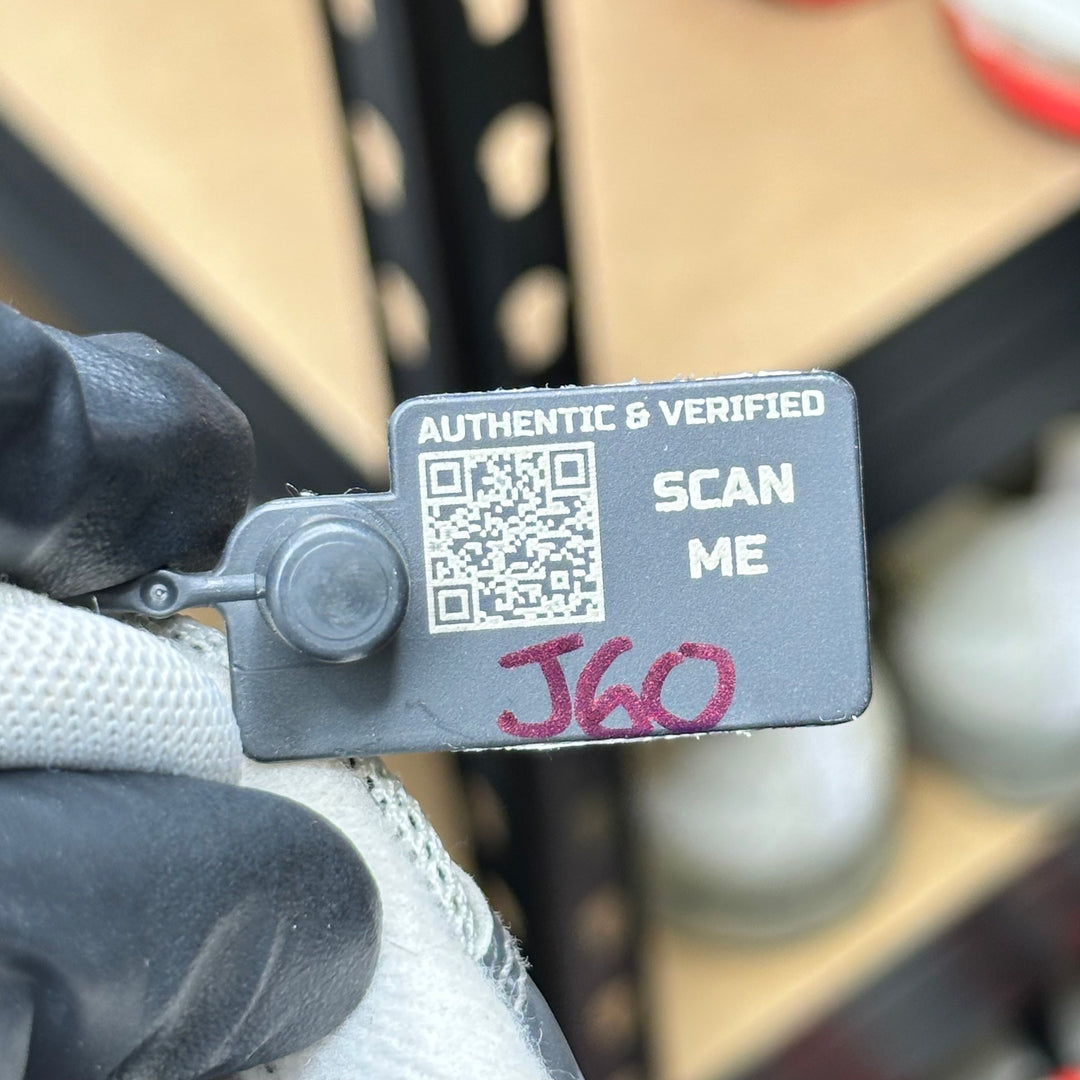 AUTHENTIC & VERIFIED
SCAN
ME
J60